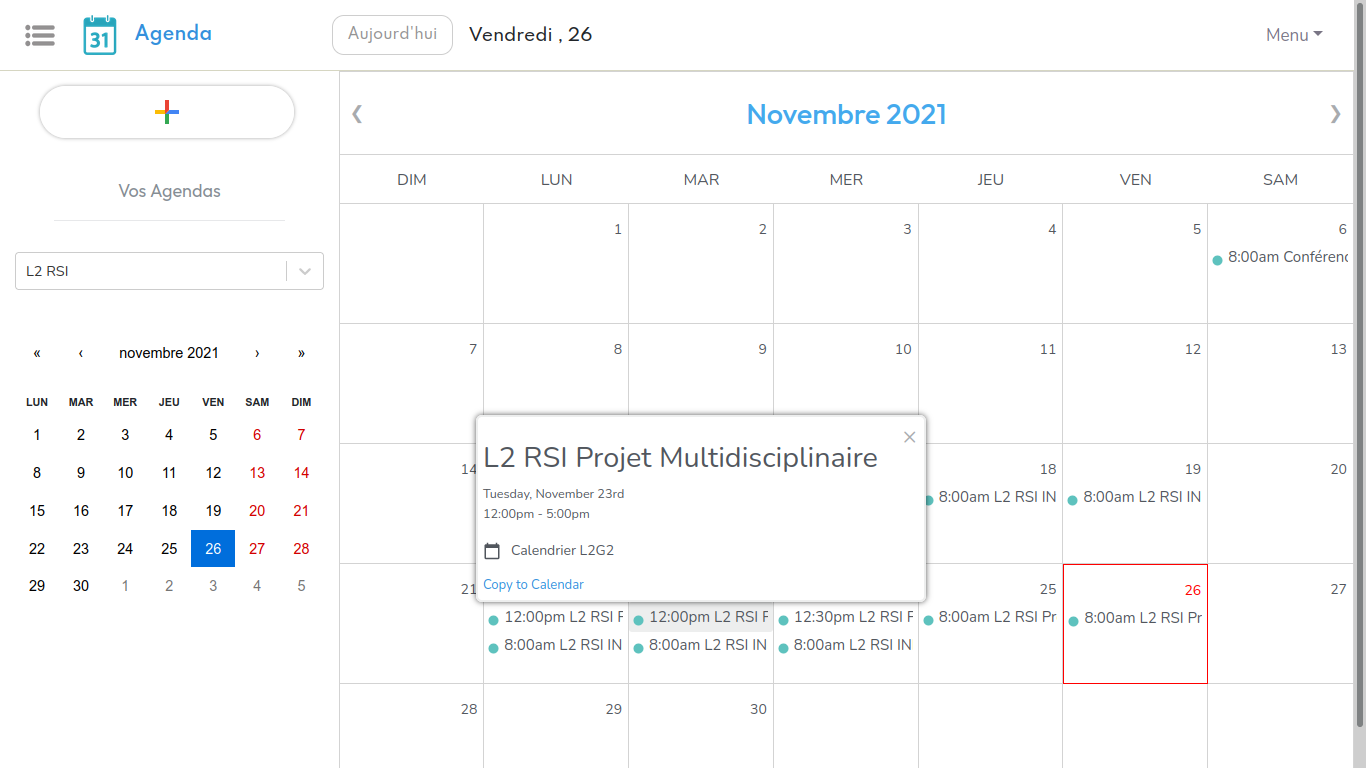 31 Agenda Aujourd'hui Vendredi , 26 Menu
Vos Agendas
L2 RSI
« ‹ novembre 2021 › »
LUN MAR MER JEU VEN SAM DIM
1 2 3 4 5 6 7
8 9 10 11 12 13 14
15 16 17 18 19 20 21
22 23 24 25 26 27 28
29 30 1 2 3 4 5
❮ Novembre 2021 ❯
DIM LUN MAR MER JEU VEN SAM
1 2 3 4 5 6
8:00am Conférenc
7 8 9 10 11 12 13
14 18 19 20
8:00am L2 RSI IN 8:00am L2 RSI IN
L2 RSI Projet Multidisciplinaire
Tuesday, November 23rd
12:00pm - 5:00pm
Calendrier L2G2
Copy to Calendar
21 25 26 27
12:00pm L2 RSI F 12:00pm L2 RSI F 12:30pm L2 RSI F 8:00am L2 RSI Pr 8:00am L2 RSI Pr
8:00am L2 RSI IN 8:00am L2 RSI IN 8:00am L2 RSI IN
28 29 30